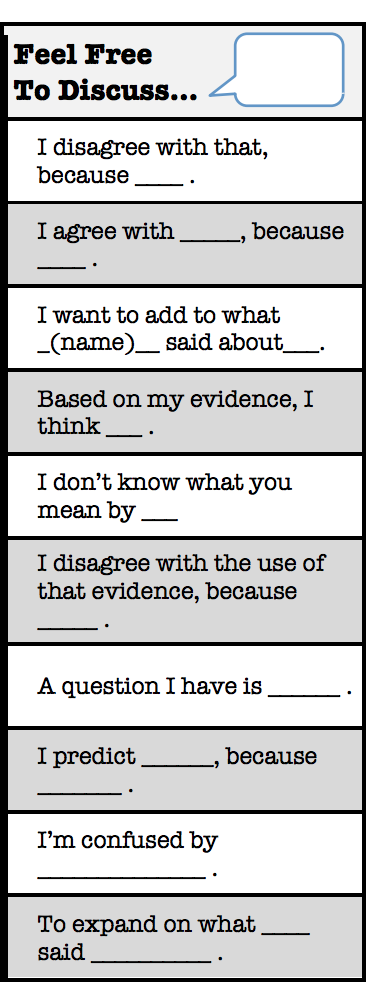 Feel Free
To Discuss...
I disagree with that,
because ____ .
I agree with _____, because
____ .
I want to add to what
_(name)__ said about___.
Based on my evidence, I
think ___ .
I don’t know what you
mean by ___
I disagree with the use of
that evidence, because
_____ .
A question I have is ______ .
I predict ______, because
_______ .
I’m confused by
______________ .
To expand on what ____
said __________ .